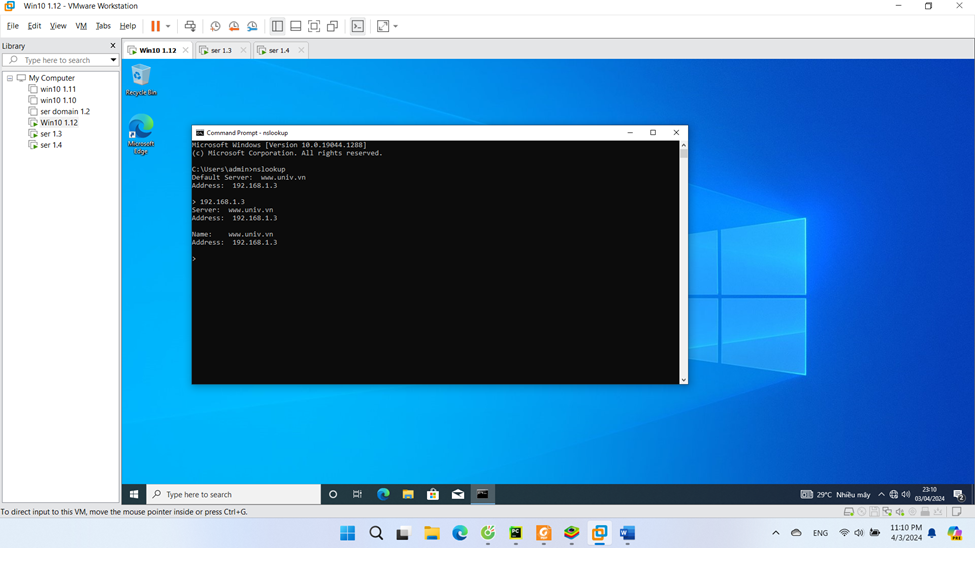 Win10 1.12 - VMware Workstation
File Edit View VM Tabs Help
Library
Type here to search
My Computer
win10 1.11
win10 1.10
ser domain 1.2
Win10 1.12
ser 1.3
ser 1.4
Win10 1.12
ser 1.3
ser 1.4
Recycle Bin
Microsoft
Edge
Command Prompt - nslookup
Microsoft Windows [Version 10.0.19044.1288]
(c) Microsoft Corporation. All rights reserved.
C:\Users\admin>nslookup
Default Server:  www.univ.vn
Address:  192.168.1.3
> 192.168.1.3
Server:  www.univ.vn
Address:  192.168.1.3
Name:    www.univ.vn
Address:  192.168.1.3
>
Type here to search
29°C Nhiều mây
23:10
03/04/2024
2
To direct input to this VM, move the mouse pointer inside or press Ctrl+G.
PC
W
ENG
11:10 PM
4/3/2024
PRE